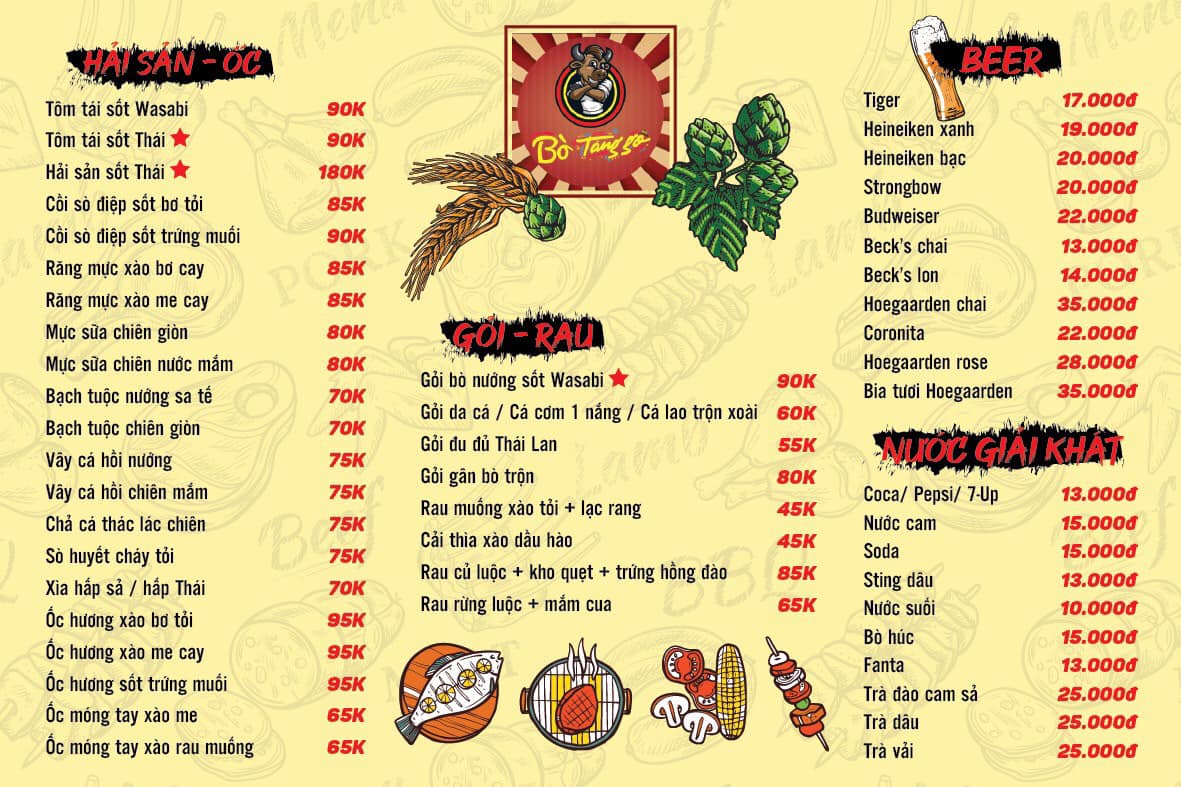 HẢI SẢN - ỐC
Tôm tái sốt Wasabi 90K
Tôm tái sốt Thái 90K
Hải sản sốt Thái 180K
Cồi sò điệp sốt bơ tỏi 85K
Cồi sò điệp sốt trứng muối 90K
Răng mực xào bơ cay 85K
Răng mực xào me cay 85K
Mực sữa chiên giòn 80K
Mực sữa chiên nước mắm 80K
Bạch tuộc nướng sa tế 70K
Bạch tuộc chiên giòn 70K
Vây cá hồi nướng 75K
Vây cá hồi chiên mắm 75K
Chả cá thác lác chiên 75K
Sò huyết cháy tỏi 75K
Xia hấp sả / hấp Thái 70K
Ốc hương xào bơ tỏi 95K
Ốc hương xào me cay 95K
Ốc hương sốt trứng muối 95K
Ốc móng tay xào me 65K
Ốc móng tay xào rau muống 65K
Bò Tang gô
GỎI - RAU
Gỏi bò nướng sốt Wasabi 90K
Gỏi da cá / Cá cơm 1 nắng / Cá lao trộn xoài 60K
Gỏi đu đủ Thái Lan 55K
Gỏi gân bò trộn 80K
Rau muống xào tỏi + lạc rang 45K
Cải thìa xào dầu hào 45K
Rau củ luộc + kho quẹt + trứng hồng đào 85K
Rau rừng luộc + mắm cua 65K
BEER
Tiger 17.000đ
Heineiken xanh 19.000đ
Heineiken bạc 20.000đ
Strongbow 20.000đ
Budweiser 22.000đ
Beck's chai 13.000đ
Beck's lon 14.000đ
Hoegaarden chai 35.000đ
Coronita 22.000đ
Hoegaarden rose 28.000đ
Bia tươi Hoegaarden 35.000đ
NƯỚC GIẢI KHÁT
Coca/ Pepsi/ 7-Up 13.000đ
Nước cam 15.000đ
Soda 15.000đ
Sting dâu 13.000đ
Nước suối 10.000đ
Bò húc 15.000đ
Fanta 13.000đ
Trà đào cam sả 25.000đ
Trà dâu 25.000đ
Trà vải 25.000đ